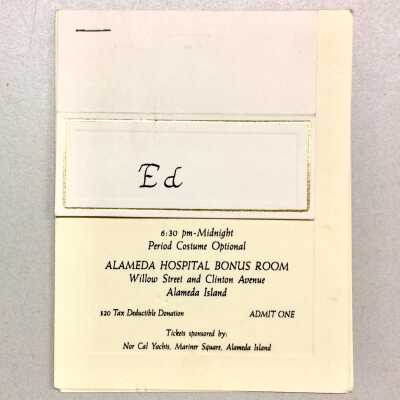 Ed
6:30 pm-Midnight
Period Costume Optional
ALAMEDA HOSPITAL BONUS ROOM
Willow Street and Clinton Avenue
Alameda Island
$20 Tax Deductible Donation ADMIT ONE
Tickets sponsored by:
Nor Cal Yachts, Mariner Square, Alameda Island